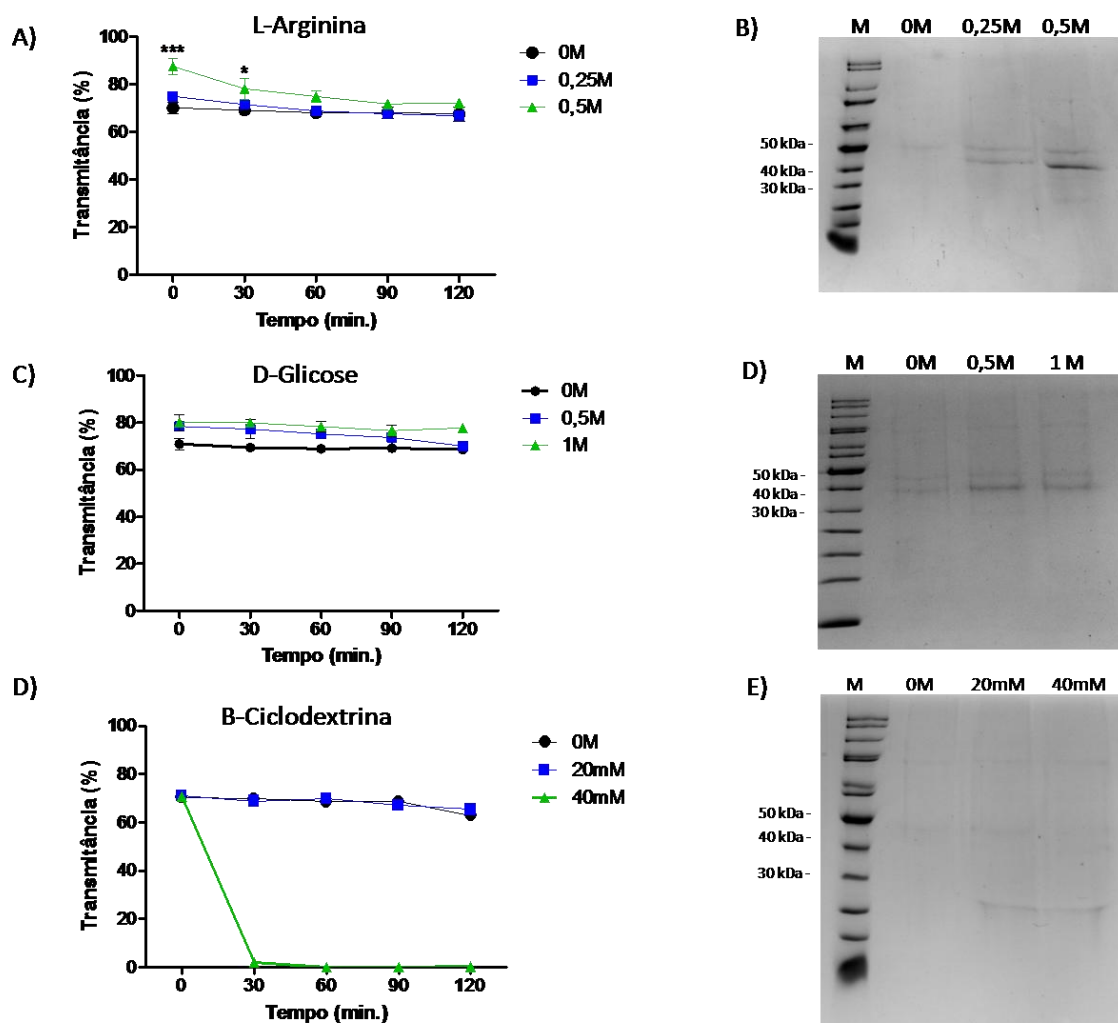 A)
L-Arginina
Transmitância (%)
100
80
60
40
20
0
***
*
0M
0,25M
0,5M
0 30 60 90 120
Tempo (min.)
B)
M 0M 0,25M 0,5M
50 kDa -
40 kDa -
30 kDa -
C)
D-Glicose
Transmitância (%)
100
80
60
40
20
0
0M
0,5M
1M
0 30 60 90 120
Tempo (min.)
D)
M 0M 0,5M 1 M
50 kDa -
40 kDa -
30 kDa -
D)
B-Ciclodextrina
Transmitância (%)
100
80
60
40
20
0
0M
20mM
40mM
0 30 60 90 120
Tempo (min.)
E)
M 0M 20mM 40mM
50 kDa -
40 kDa -
30 kDa -